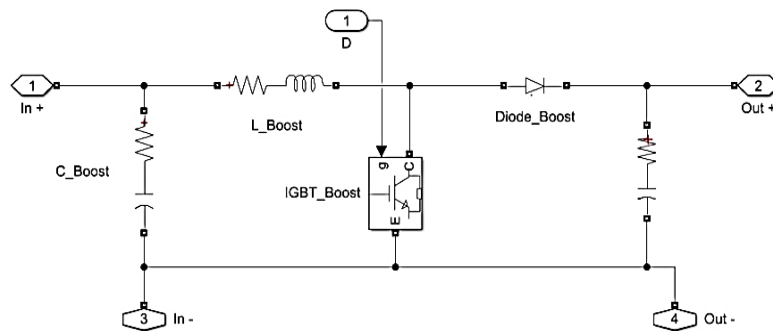 1
D
1
In +
2
Out +
L_Boost
Diode_Boost
C_Boost
IGBT_Boost
g
C
E
3
In -
4
Out -